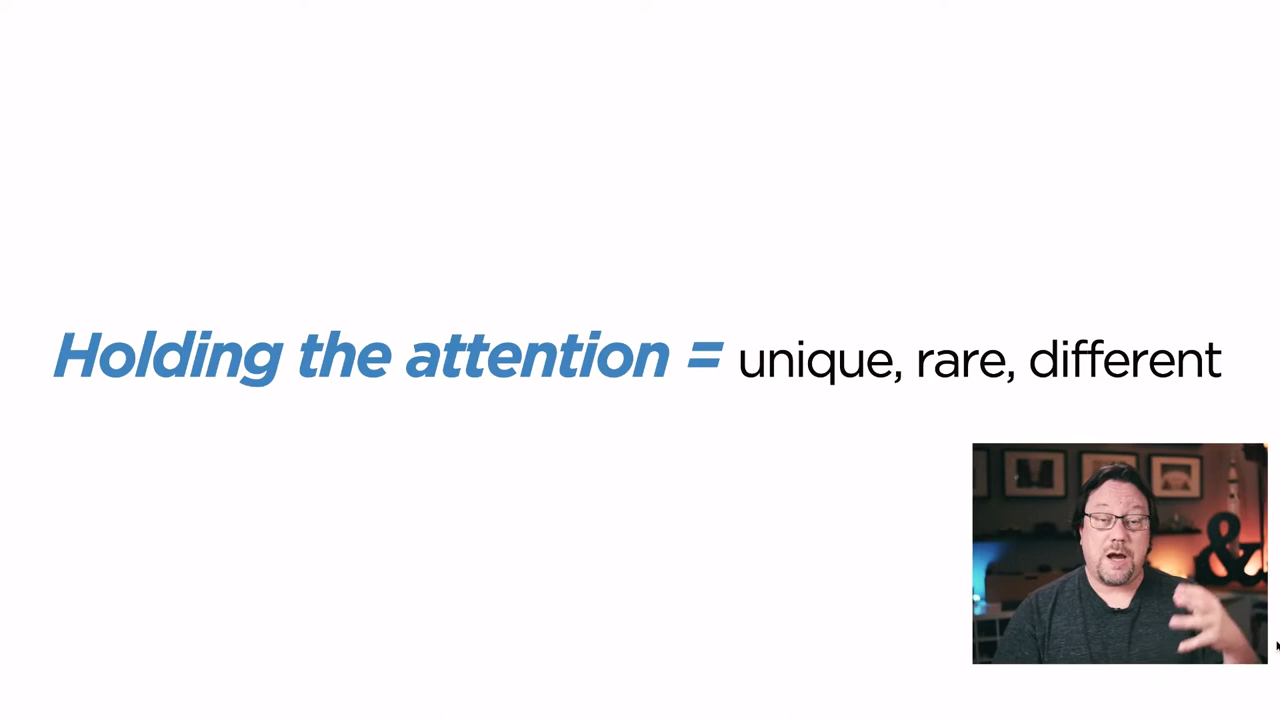 Holding the attention = unique, rare, different
&